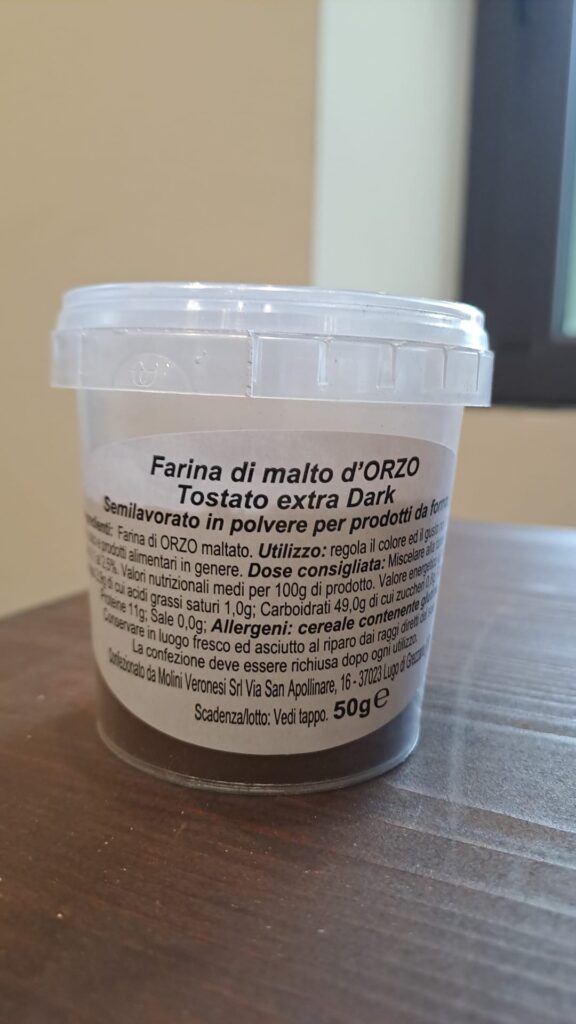 Farina di malto d'ORZO
Tostato extra Dark
Semilavorato in polvere per prodotti da
Farina di ORZO maltato. Utilizzo: regola il colore ed il gusto
prodotti alimentari in genere. Dose consigliata: Miscelare alla
al 2,5%. Valori nutrizionali medi per 100g di prodotto. Valore
di cui acidi grassi saturi 1,0g; Carboidrati 49,0g di cui zuccheri
Proteine 11g; Sale 0,0g; Allergeni: cereale contenente
Conservare in luogo fresco ed asciutto al riparo dai raggi diretti
La confezione deve essere richiusa dopo ogni utilizzo.
Confezionato da Molini Veronesi Srl Via San Apollinare, 16 - 37023 Lugo di
Scadenza/lotto: Vedi tappo. 50g e